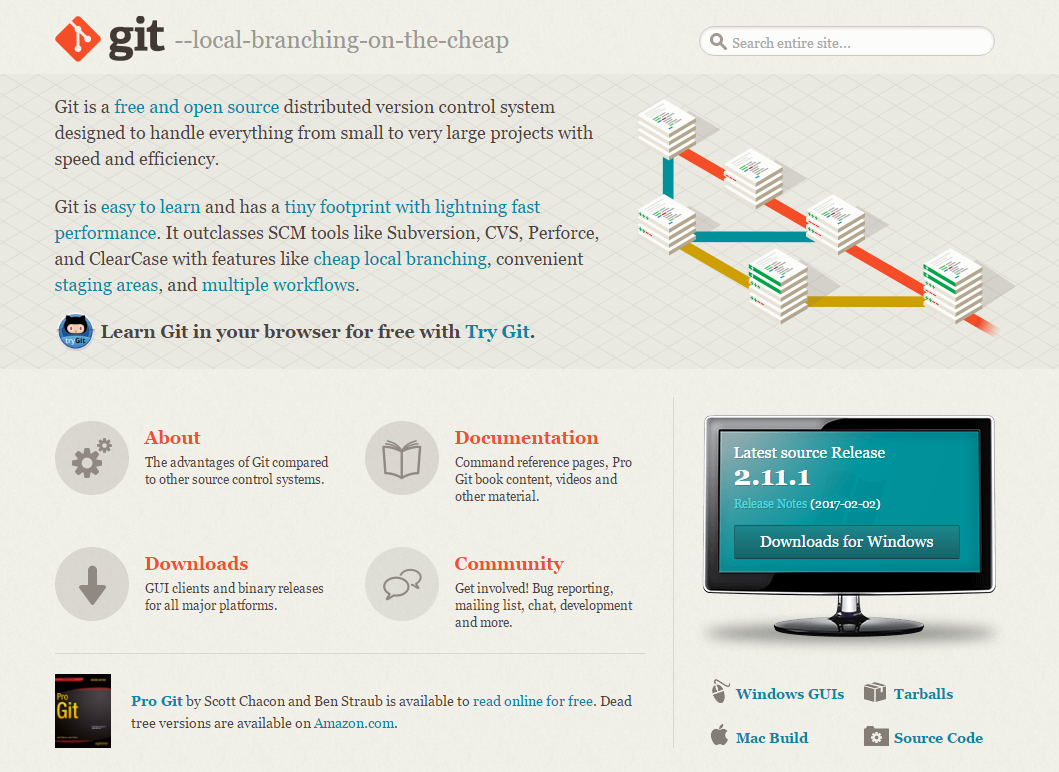 git --local-branching-on-the-cheap
Search entire site...
Git is a free and open source distributed version control system
designed to handle everything from small to very large projects with
speed and efficiency.
Git is easy to learn and has a tiny footprint with lightning fast
performance. It outclasses SCM tools like Subversion, CVS, Perforce,
and ClearCase with features like cheap local branching, convenient
staging areas, and multiple workflows.
tryGit
Learn Git in your browser for free with Try Git.
About
The advantages of Git compared
to other source control systems.
Documentation
Command reference pages, Pro
Git book content, videos and
other material.
Downloads
GUI clients and binary releases
for all major platforms.
Community
Get involved! Bug reporting,
mailing list, chat, development
and more.
Pro
Git
Pro Git by Scott Chacon and Ben Straub is available to read online for free. Dead
tree versions are available on Amazon.com.
Latest source Release
2.11.1
Release Notes (2017-02-02)
Downloads for Windows
Windows GUIs
Tarballs
Mac Build
Source Code